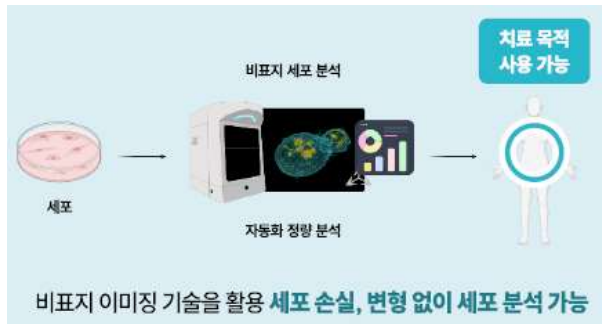 치료 목적
사용 가능
비표지 세포 분석
세포
자동화 정량 분석
비표지 이미징 기술을 활용 세포 손실, 변형 없이 세포 분석 가능